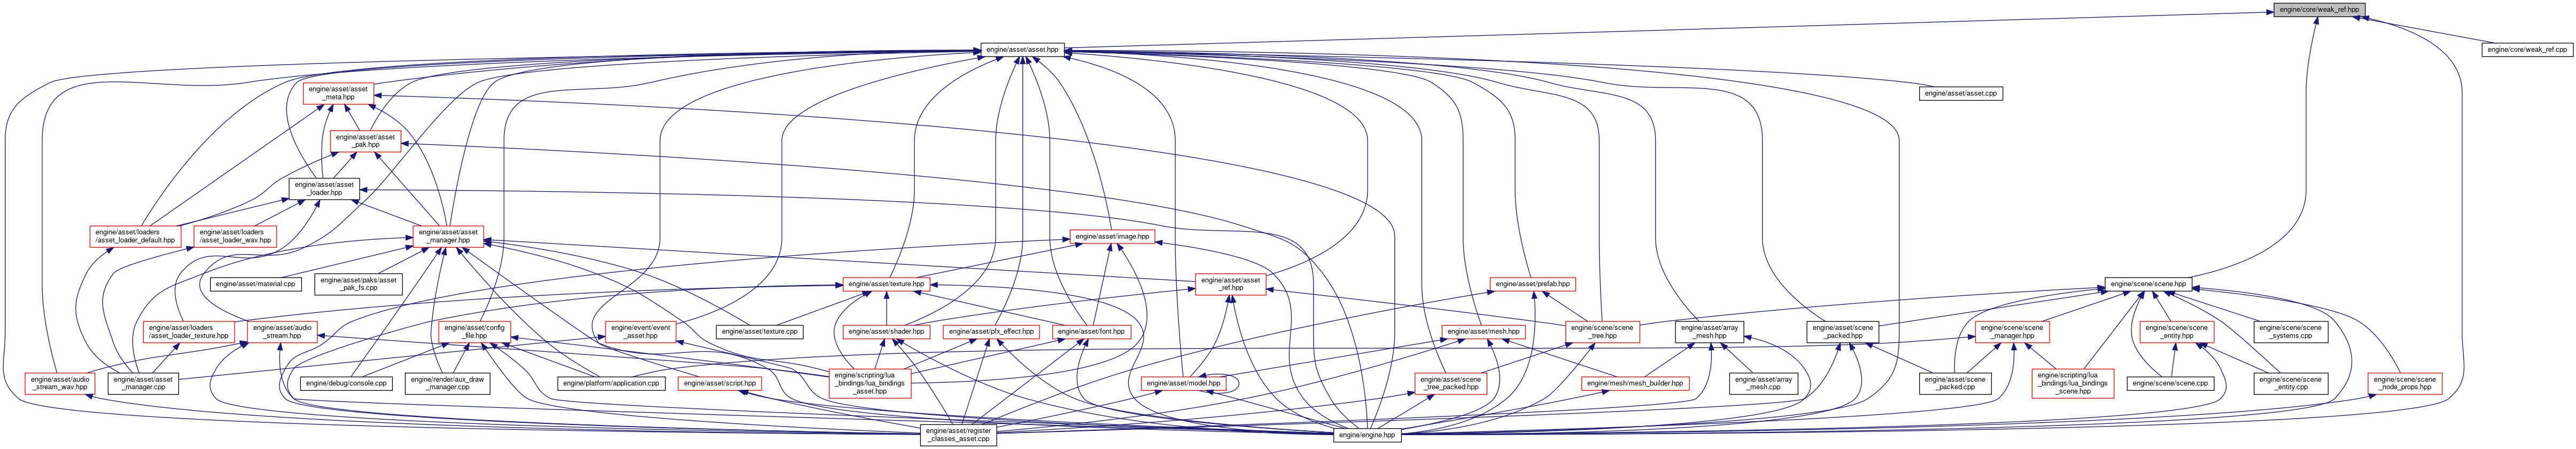 engine/core/weak_ref.hpp
engine/asset/asset.hpp
engine/core/weak_ref.cpp
engine/asset/asset
_meta.hpp
engine/asset/asset.cpp
engine/asset/asset
_pak.hpp
engine/asset/asset
_loader.hpp
engine/asset/loaders
/asset_loader_default.hpp
engine/asset/loaders
/asset_loader_wav.hpp
engine/asset/asset
_manager.hpp
engine/asset/image.hpp
engine/asset/material.cpp
engine/asset/paks/asset
_pak_fs.cpp
engine/asset/texture.hpp
engine/asset/asset
_ref.hpp
engine/asset/prefab.hpp
engine/scene/scene.hpp
engine/asset/loaders
/asset_loader_texture.hpp
engine/asset/audio
_stream.hpp
engine/asset/config
_file.hpp
engine/event/event
_asset.hpp
engine/asset/texture.cpp
engine/asset/shader.hpp
engine/asset/pfx_effect.hpp
engine/asset/font.hpp
engine/asset/mesh.hpp
engine/scene/scene
_tree.hpp
engine/asset/array
_mesh.hpp
engine/asset/scene
_packed.hpp
engine/scene/scene
_manager.hpp
engine/scene/scene
_entity.hpp
engine/scene/scene
_systems.cpp
engine/asset/audio
_stream_wav.hpp
engine/asset/asset
_manager.cpp
engine/debug/console.cpp
engine/render/aux_draw
_manager.cpp
engine/platform/application.cpp
engine/asset/script.hpp
engine/scripting/lua
_bindings/lua_bindings
_asset.hpp
engine/asset/model.hpp
engine/asset/scene
_tree_packed.hpp
engine/mesh/mesh_builder.hpp
engine/asset/array
_mesh.cpp
engine/asset/scene
_packed.cpp
engine/scripting/lua
_bindings/lua_bindings
_scene.hpp
engine/scene/scene.cpp
engine/scene/scene
_entity.cpp
engine/scene/scene
_node_props.hpp
engine/asset/register
_classes_asset.cpp
engine/engine.hpp